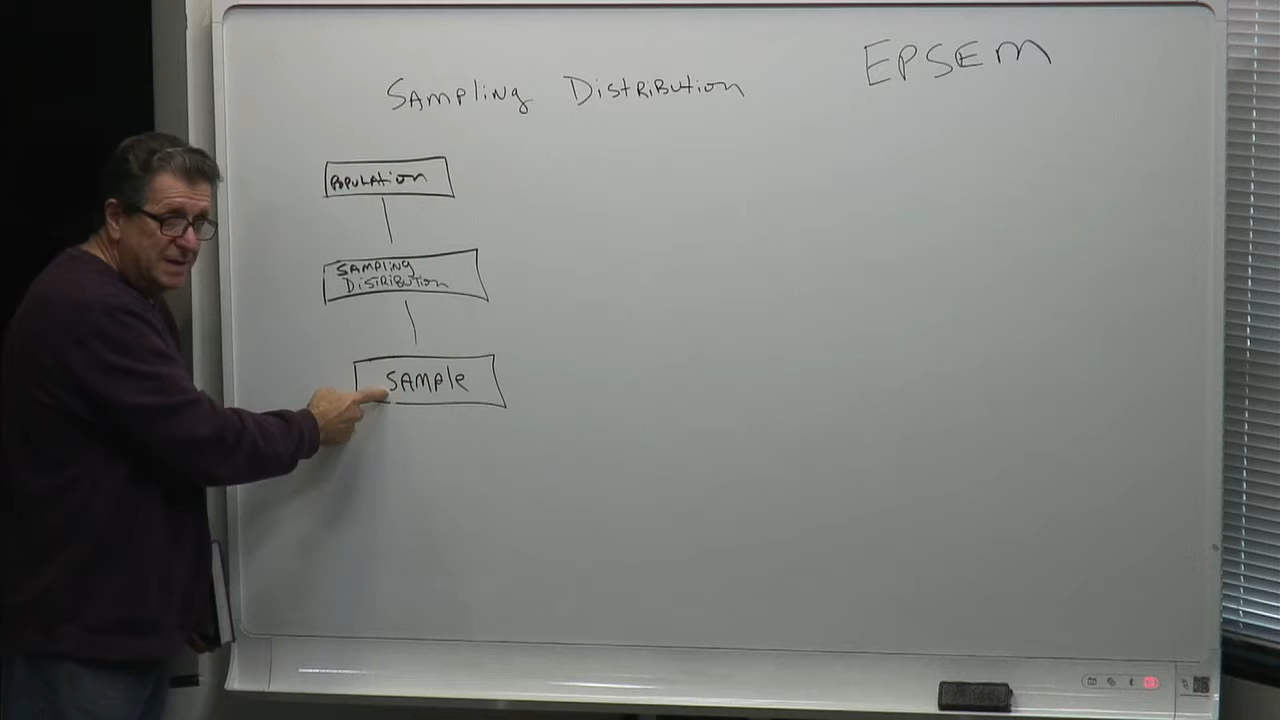 EPSEM
SAMPLING DISTRIBUTION
POPULATION
SAMPLING
DISTRIBUTION
SAMPLE